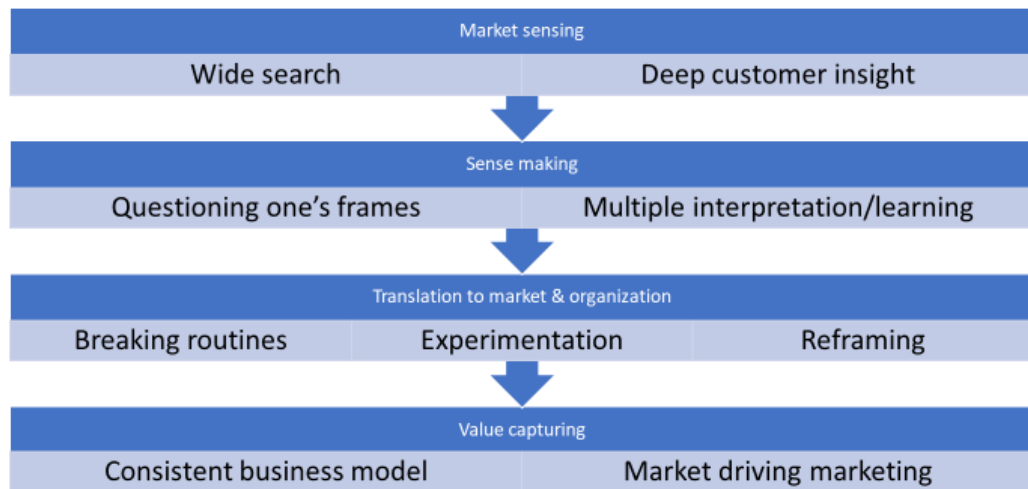 Market sensing
Wide search
Deep customer insight
Sense making
Questioning one's frames
Multiple interpretation/learning
Translation to market & organization
Breaking routines
Experimentation
Reframing
Value capturing
Consistent business model
Market driving marketing